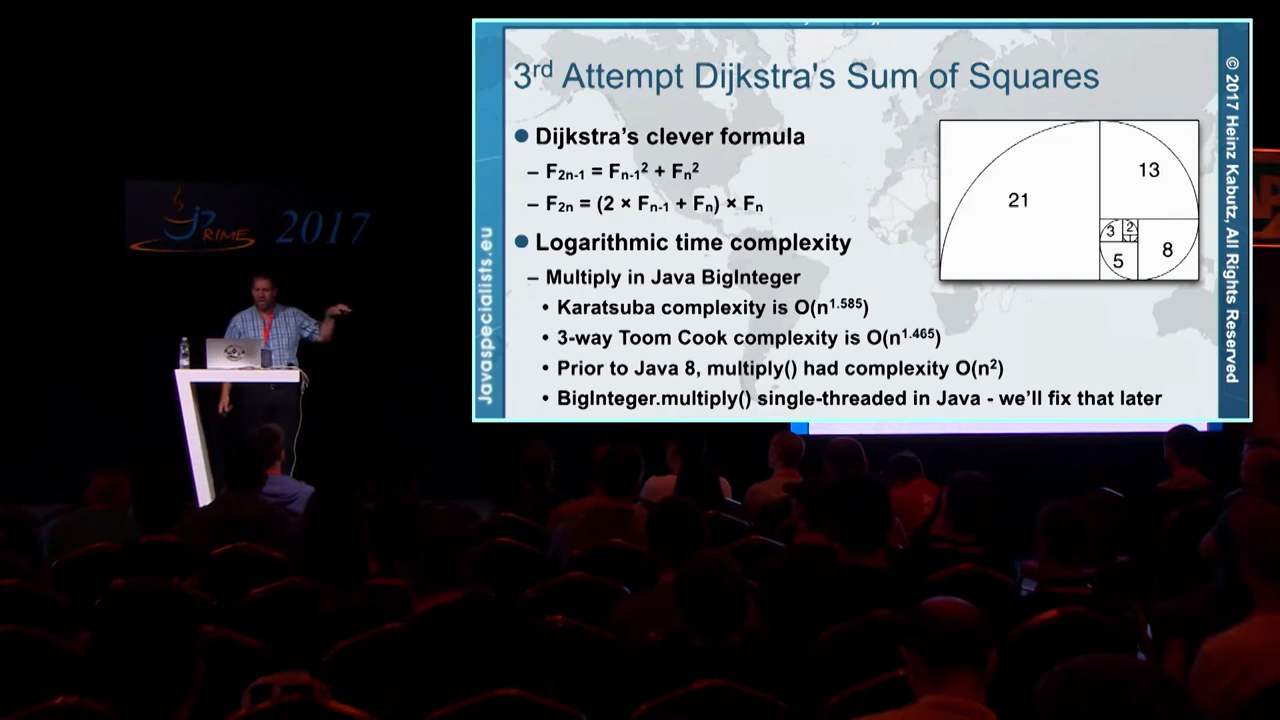 3rd Attempt Dijkstra's Sum of Squares
● Dijkstra's clever formula
– F2n-1 = Fn-1² + Fn²
– F2n = (2 × Fn-1 + Fn) × Fn
● Logarithmic time complexity
– Multiply in Java BigInteger
• Karatsuba complexity is O(n^1.585)
• 3-way Toom Cook complexity is O(n^1.465)
• Prior to Java 8, multiply() had complexity O(n²)
• BigInteger.multiply() single-threaded in Java - we'll fix that later
21
13
3
2
8
5
Javaspecialists.eu
© 2017 Heinz Kabutz, All Rights Reserved
jPRIME 2017